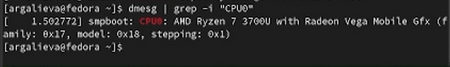 [argalieva@fedora ~]$ dmesg | grep -i "CPU0"
[    1.502772] smpboot: CPU0: AMD Ryzen 7 3700U with Radeon Vega Mobile Gfx (f
amily: 0x17, model: 0x18, stepping: 0x1)
[argalieva@fedora ~]$